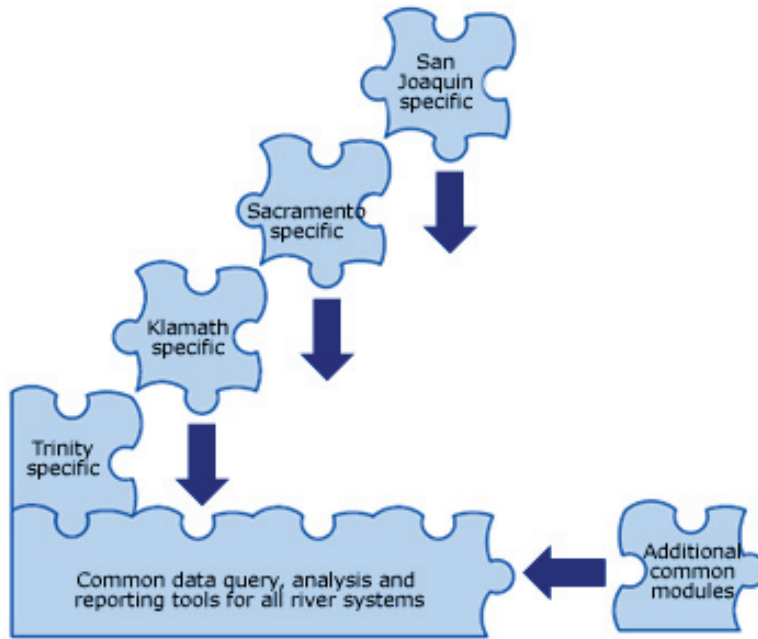 San
Joaquin
specific
Sacramento
specific
Klamath
specific
Trinity
specific
Common data query, analysis and
reporting tools for all river systems
Additional
common
modules